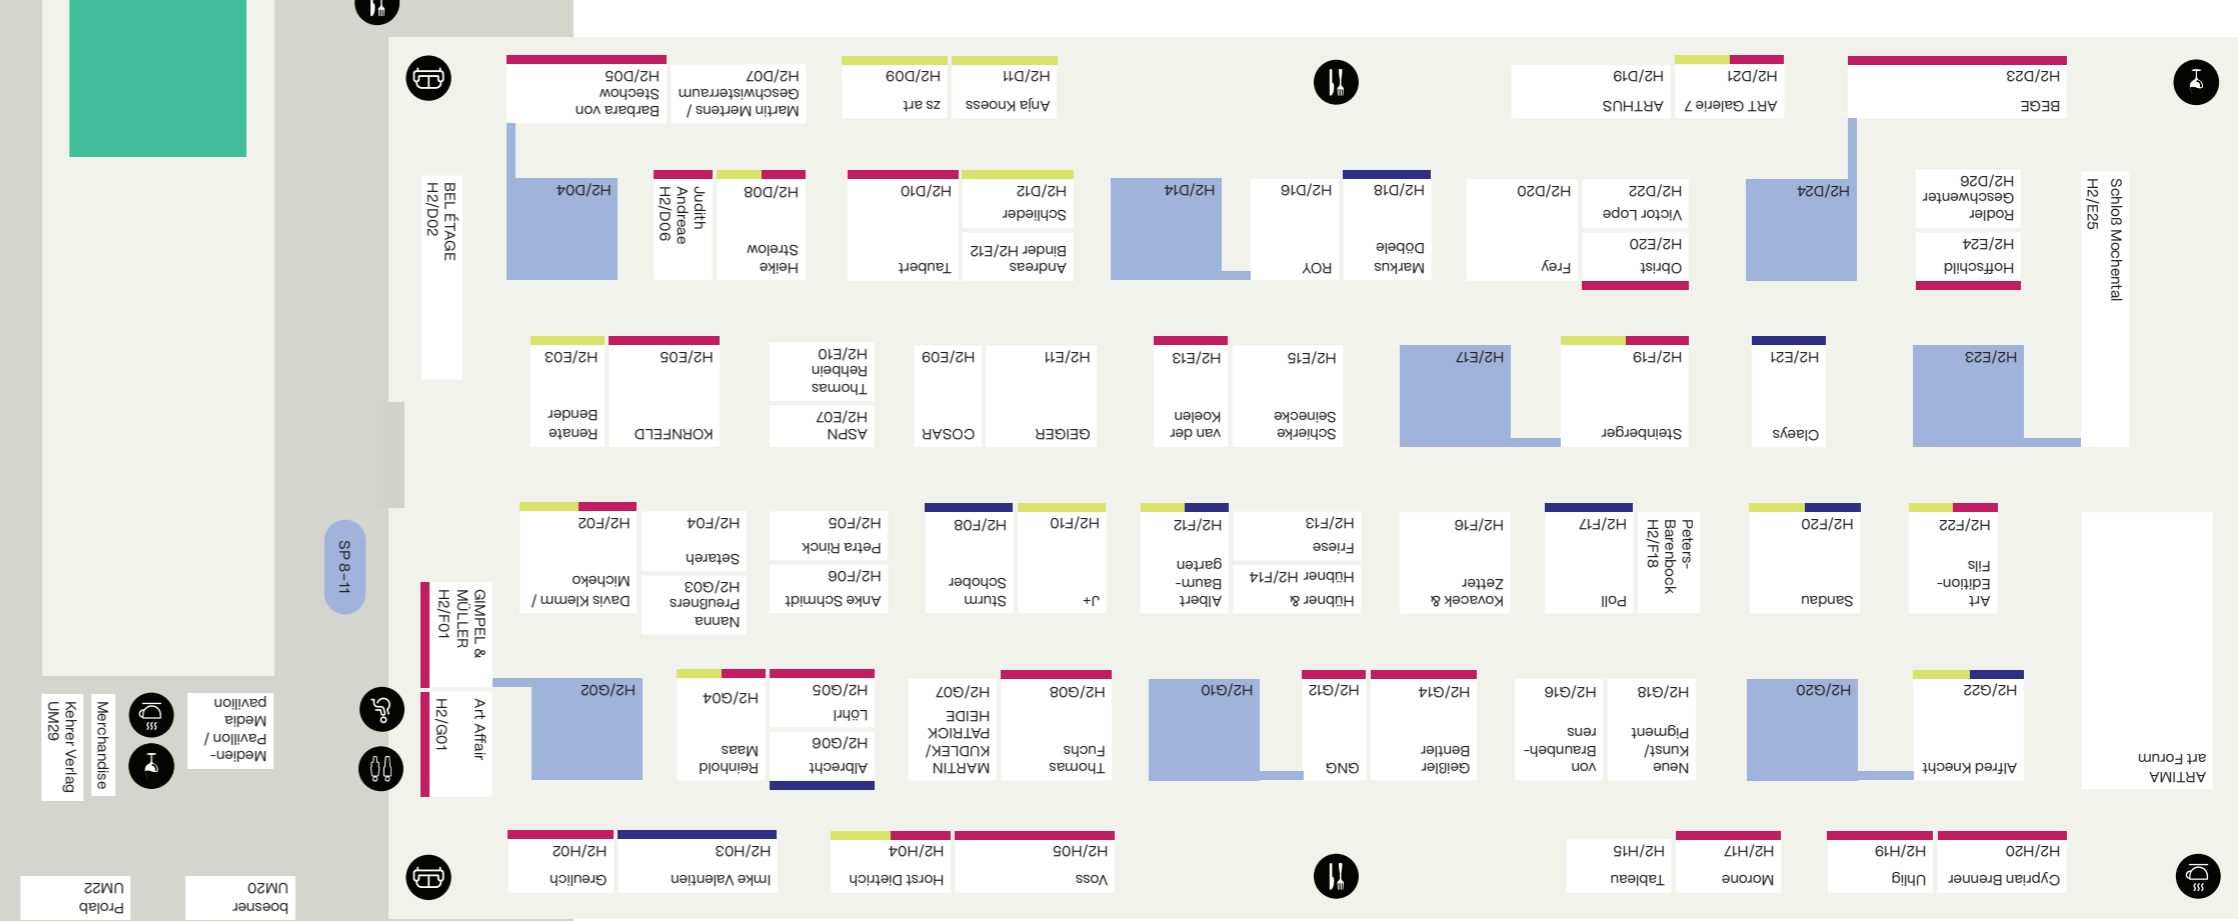 H2/D05
Barbara von
Stechow
H2/D07
Martin Mertens /
Geschwisterraum
H2/D09
zs art
H2/D11
Anja Knoess
H2/D19
ARTHUS
H2/D21
ART Galerie 7
H2/D23
BEGE
BEL ÉTAGE
H2/D02
H2/D04
Judith
Andreae
H2/D06
H2/D08
Heike
Strelow
H2/D10
Taubert
H2/D12
Schlieder
Andreas
Binder H2/E12
H2/D14
H2/D16
ROY
H2/D18
Markus
Döbele
H2/D20
Frey
H2/D22
Victor Lope
H2/E20
Obrist
H2/D24
Rodler
Geschwenter
H2/D26
H2/E24
Hoffschild
Schloß Mochental
H2/E25
H2/E03
Renate
Bender
H2/E05
KORNFELD
Thomas
Rehbein
H2/E10
ASPN
H2/E07
H2/E09
COSAR
H2/E11
GEIGER
H2/E13
van der
Koelen
H2/E15
Schierke
Seinecke
H2/E17
H2/F19
Steinberger
H2/E21
Claeys
H2/E23
SP 8–11
H2/F02
Davis Klemm /
Micheko
H2/F04
Setareh
Nanna
Preußners
H2/G03
H2/F05
Petra Rinck
H2/F06
Anke Schmidt
H2/F08
Sturm
Schober
H2/F10
J+
H2/F12
Albert
Baum-
garten
H2/F13
Friese
Hübner &
Hübner H2/F14
H2/F16
Kovacek &
Zetter
H2/F17
Poll
Peters-
Barenbock
H2/F18
H2/F20
Sandau
H2/F22
Art
Edition-
Fils
GIMPEL &
MÜLLER
H2/F01
Art Affair
H2/G01
H2/G02
H2/G04
Reinhold
Maas
H2/G05
Löhrl
H2/G06
Albrecht
MARTIN
KUDLEK/
PATRICK
HEIDE
H2/G07
H2/G08
Thomas
Fuchs
H2/G10
H2/G12
GNG
H2/G14
Geißler
Bentler
H2/G16
von
Braunbeh-
rens
H2/G18
Neue
Kunst/
Pigment
H2/G20
H2/G22
Alfred Knecht
ARTIMA
art Forum
Kehrer Verlag
UM29
Merchandise
Medien-
Pavillon /
Media
pavilion
H2/H02
Greulich
H2/H03
Imke Valentien
H2/H04
Horst Dietrich
H2/H05
Voss
H2/H15
Tableau
H2/H17
Morone
H2/H19
Uhlig
H2/H20
Cyprian Brenner
Prolab
UM22
boesner
UM20